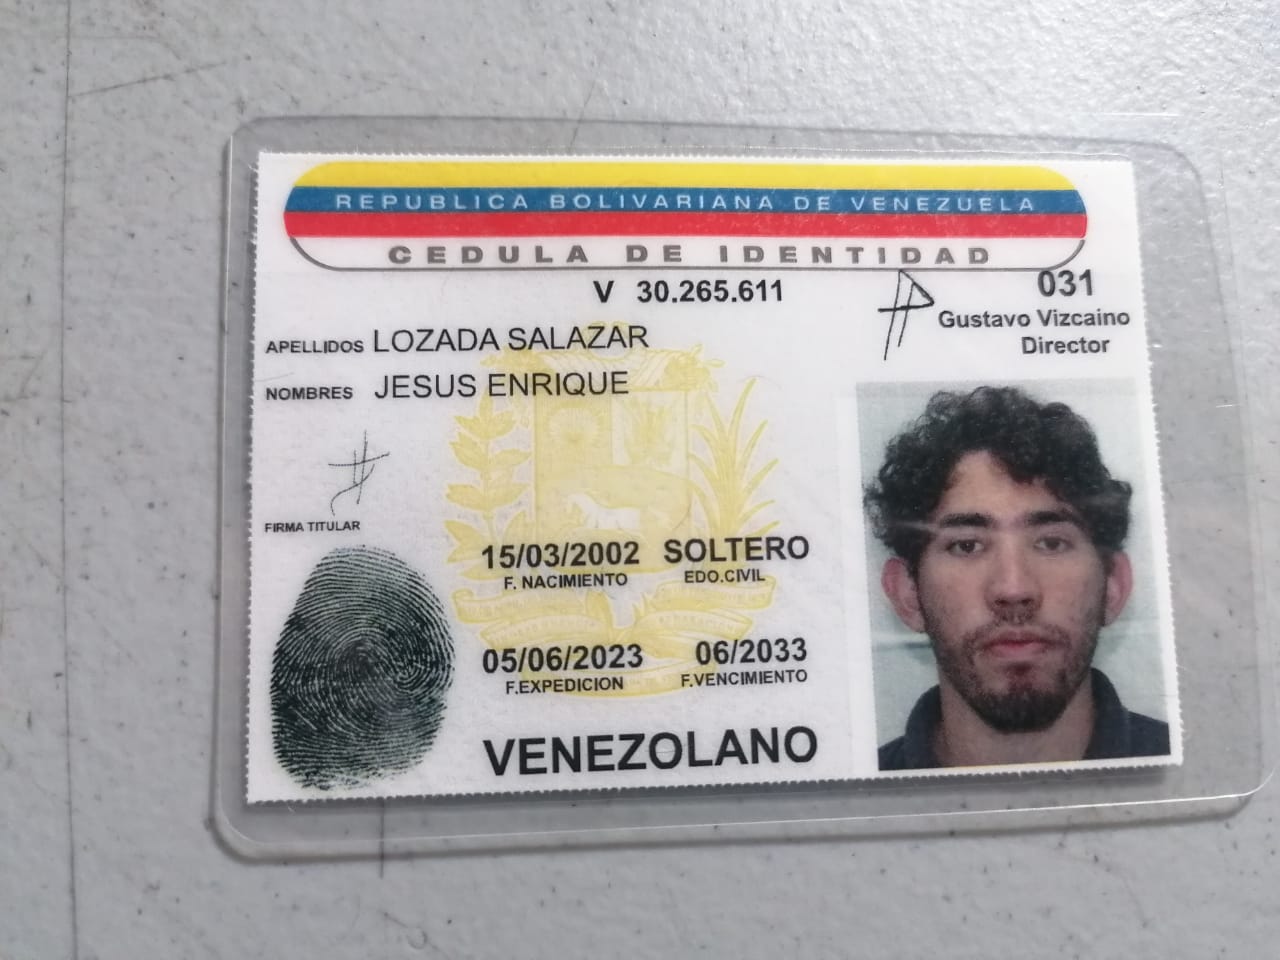 REPUBLICA BOLIVARIANA DE VENEZUELA
CEDULA DE IDENTIDAD
V 30.265.611
031
Gustavo Vizcaino
Director
APELLIDOS LOZADA SALAZAR
NOMBRES JESUS ENRIQUE
FIRMA TITULAR
15/03/2002 SOLTERO
F. NACIMIENTO EDO.CIVIL
05/06/2023 06/2033
F.EXPEDICION F.VENCIMIENTO
VENEZOLANO